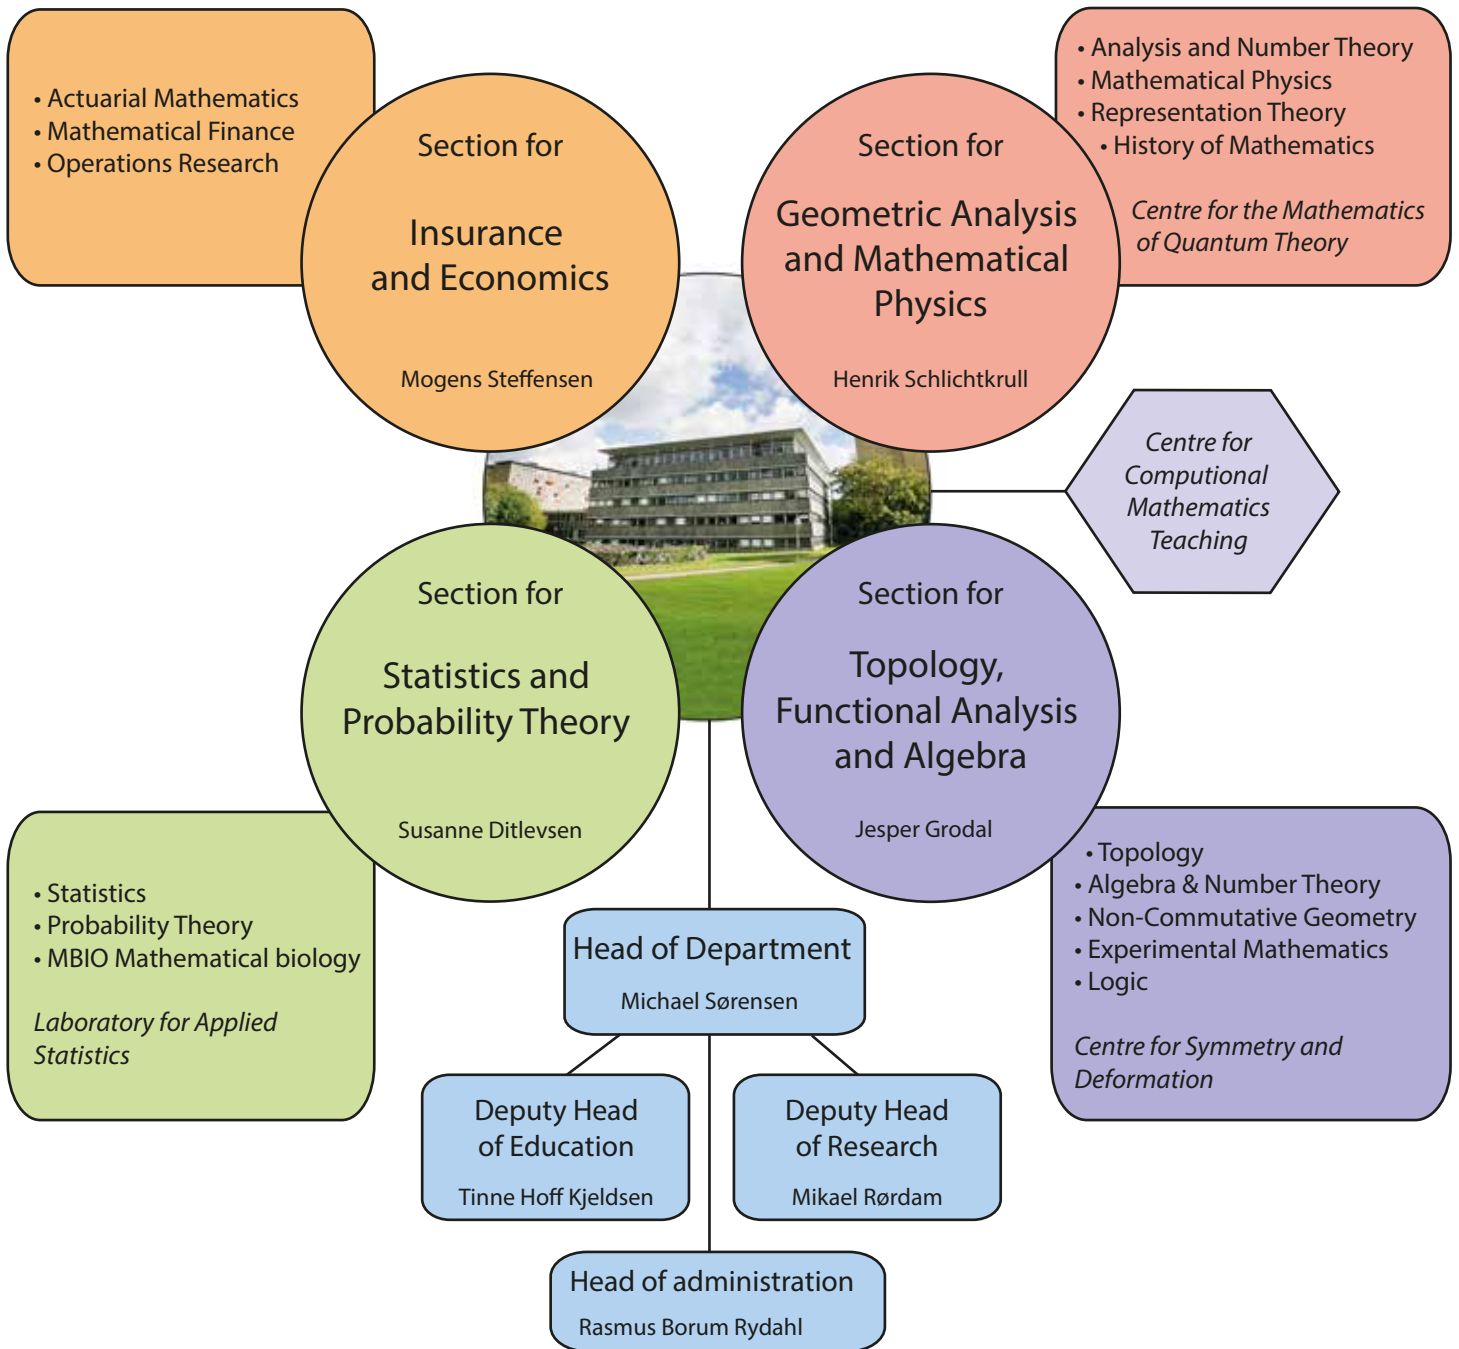 • Actuarial Mathematics
• Mathematical Finance
• Operations Research
Section for
Insurance
and Economics
Mogens Steffensen
Section for
Geometric Analysis
and Mathematical
Physics
Henrik Schlichtkrull
• Analysis and Number Theory
• Mathematical Physics
• Representation Theory
• History of Mathematics
Centre for the Mathematics
of Quantum Theory
Centre for
Computional
Mathematics
Teaching
Section for
Statistics and
Probability Theory
Susanne Ditlevsen
Section for
Topology,
Functional Analysis
and Algebra
Jesper Grodal
• Statistics
• Probability Theory
• MBIO Mathematical biology
Laboratory for Applied
Statistics
• Topology
• Algebra & Number Theory
• Non-Commutative Geometry
• Experimental Mathematics
• Logic
Centre for Symmetry and
Deformation
Head of Department
Michael Sørensen
Deputy Head
of Education
Tinne Hoff Kjeldsen
Deputy Head
of Research
Mikael Rørdam
Head of administration
Rasmus Borum Rydahl